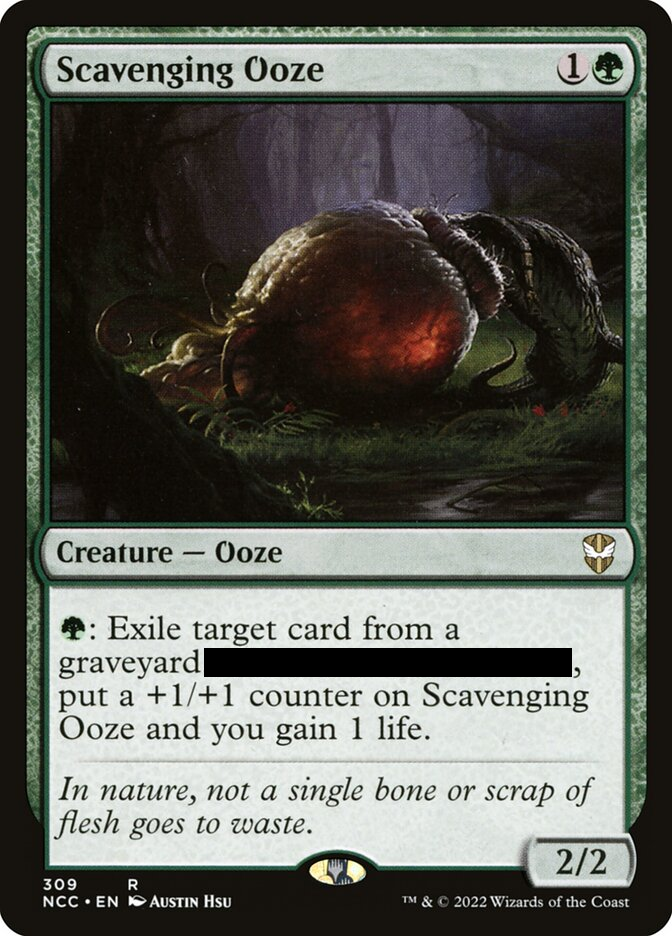 Scavenging Ooze 1
Creature — Ooze
: Exile target card from a
graveyard ,
put a +1/+1 counter on Scavenging
Ooze and you gain 1 life.
In nature, not a single bone or scrap of
flesh goes to waste.
2/2
309 R
NCC • EN Austin Hsu
™ & © 2022 Wizards of the Coast